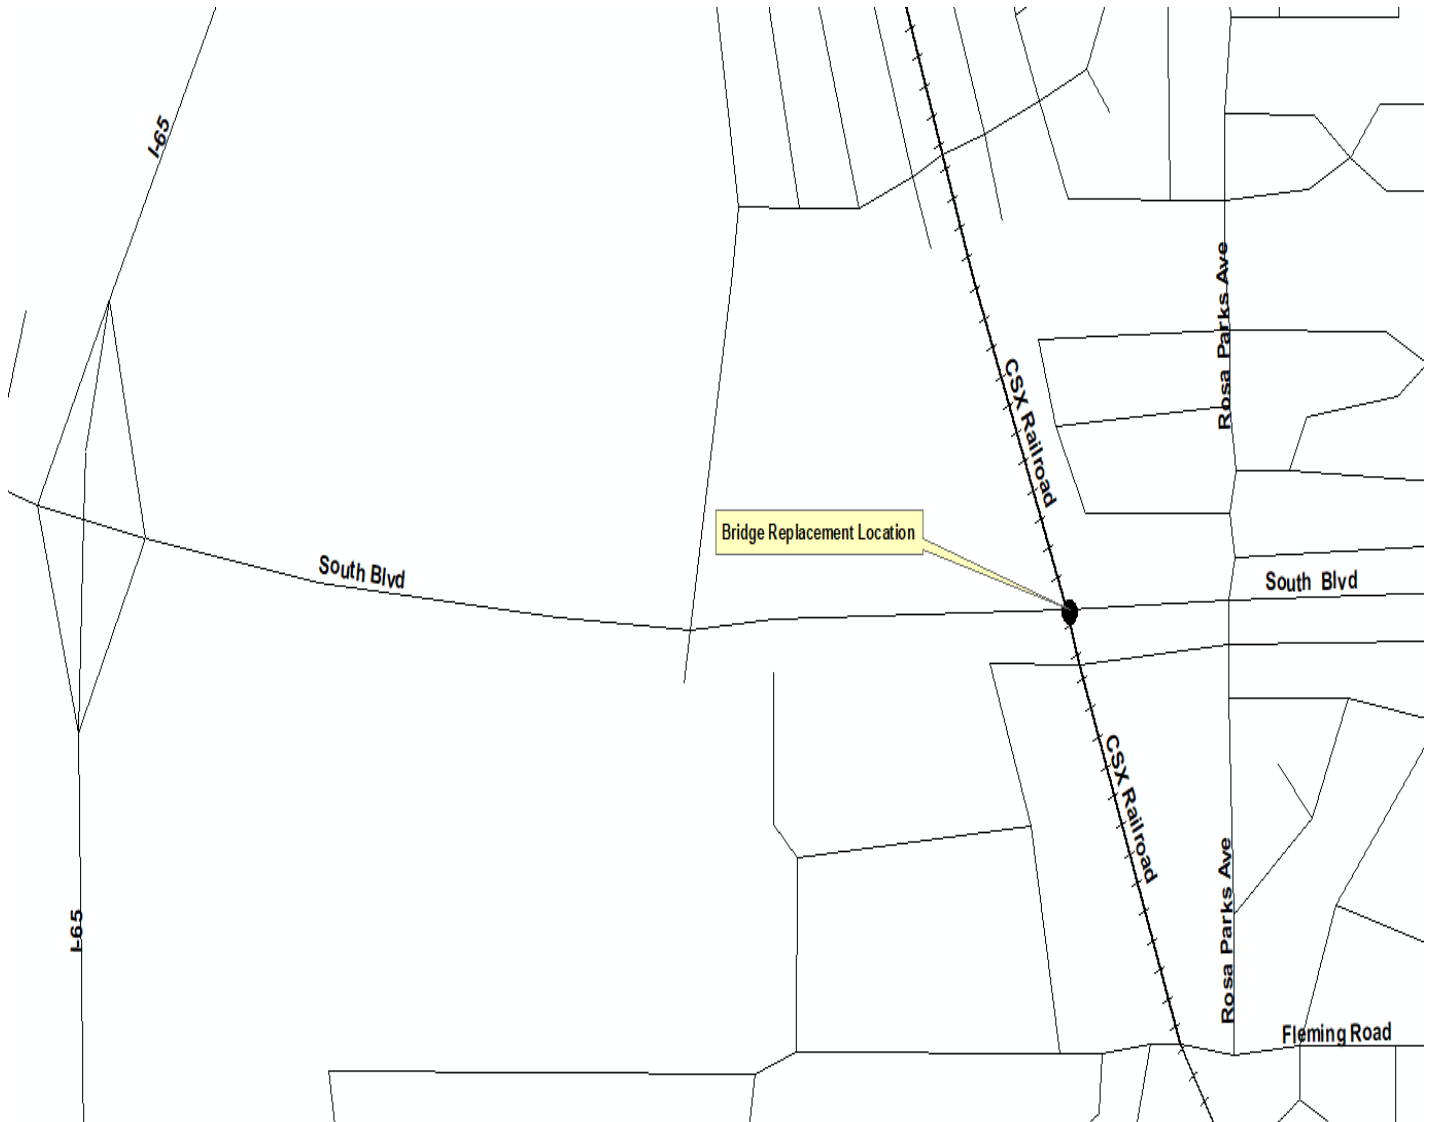 I-65
Rosa Parks Ave
CSX Railroad
Bridge Replacement Location
South Blvd
South Blvd
CSX Railroad
Rosa Parks Ave
I-65
Fleming Road